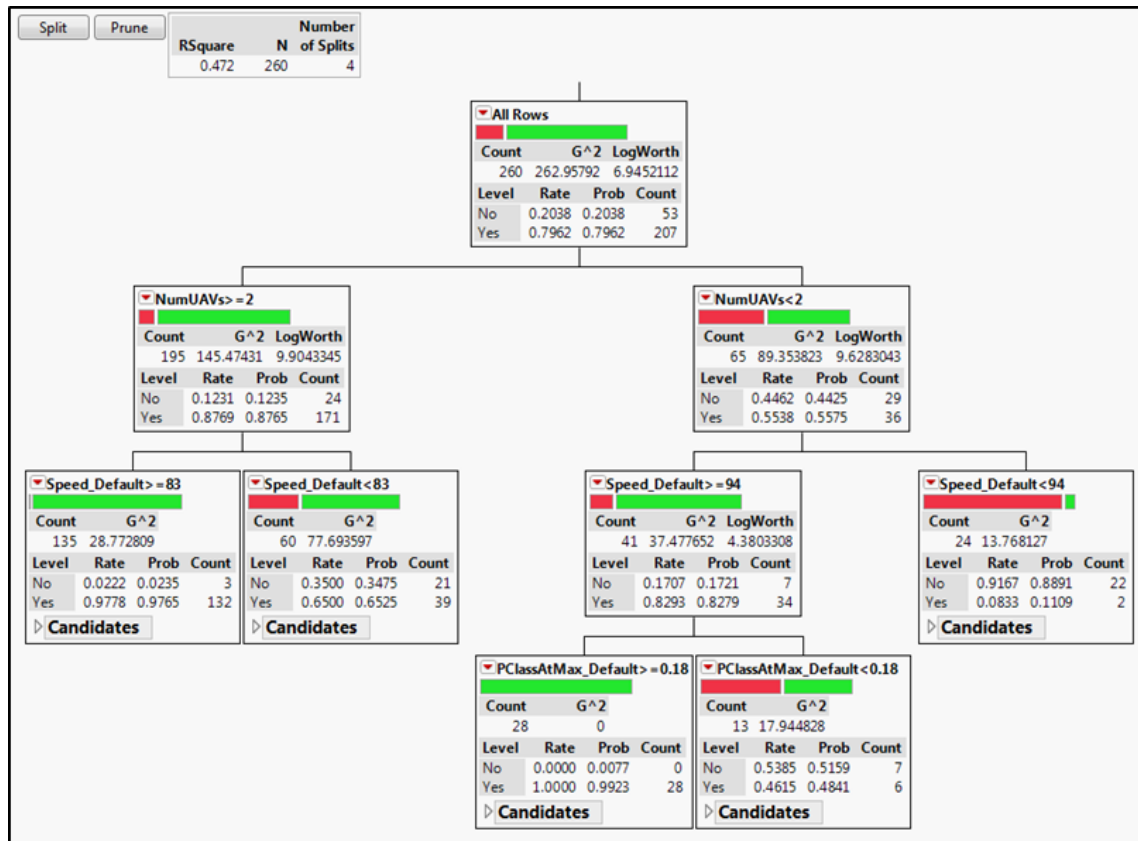 Split Prune
Number
RSquare N of Splits
0.472 260 4
All Rows
Count G^2 LogWorth
260 262.95792 6.9452112
Level Rate Prob Count
No 0.2038 0.2038 53
Yes 0.7962 0.7962 207
NumUAVs>=2
Count G^2 LogWorth
195 145.47431 9.9043345
Level Rate Prob Count
No 0.1231 0.1235 24
Yes 0.8769 0.8765 171
NumUAVs<2
Count G^2 LogWorth
65 89.353823 9.6283043
Level Rate Prob Count
No 0.4462 0.4425 29
Yes 0.5538 0.5575 36
Speed_Default>=83
Count G^2
135 28.772809
Level Rate Prob Count
No 0.0222 0.0235 3
Yes 0.9778 0.9765 132
Candidates
Speed_Default<83
Count G^2
60 77.693597
Level Rate Prob Count
No 0.3500 0.3475 21
Yes 0.6500 0.6525 39
Candidates
Speed_Default>=94
Count G^2 LogWorth
41 37.477652 4.3803308
Level Rate Prob Count
No 0.1707 0.1721 7
Yes 0.8293 0.8279 34
Speed_Default<94
Count G^2
24 13.768127
Level Rate Prob Count
No 0.9167 0.8891 22
Yes 0.0833 0.1109 2
Candidates
PClassAtMax_Default>=0.18
Count G^2
28 0
Level Rate Prob Count
No 0.0000 0.0077 0
Yes 1.0000 0.9923 28
Candidates
PClassAtMax_Default<0.18
Count G^2
13 17.944828
Level Rate Prob Count
No 0.5385 0.5159 7
Yes 0.4615 0.4841 6
Candidates